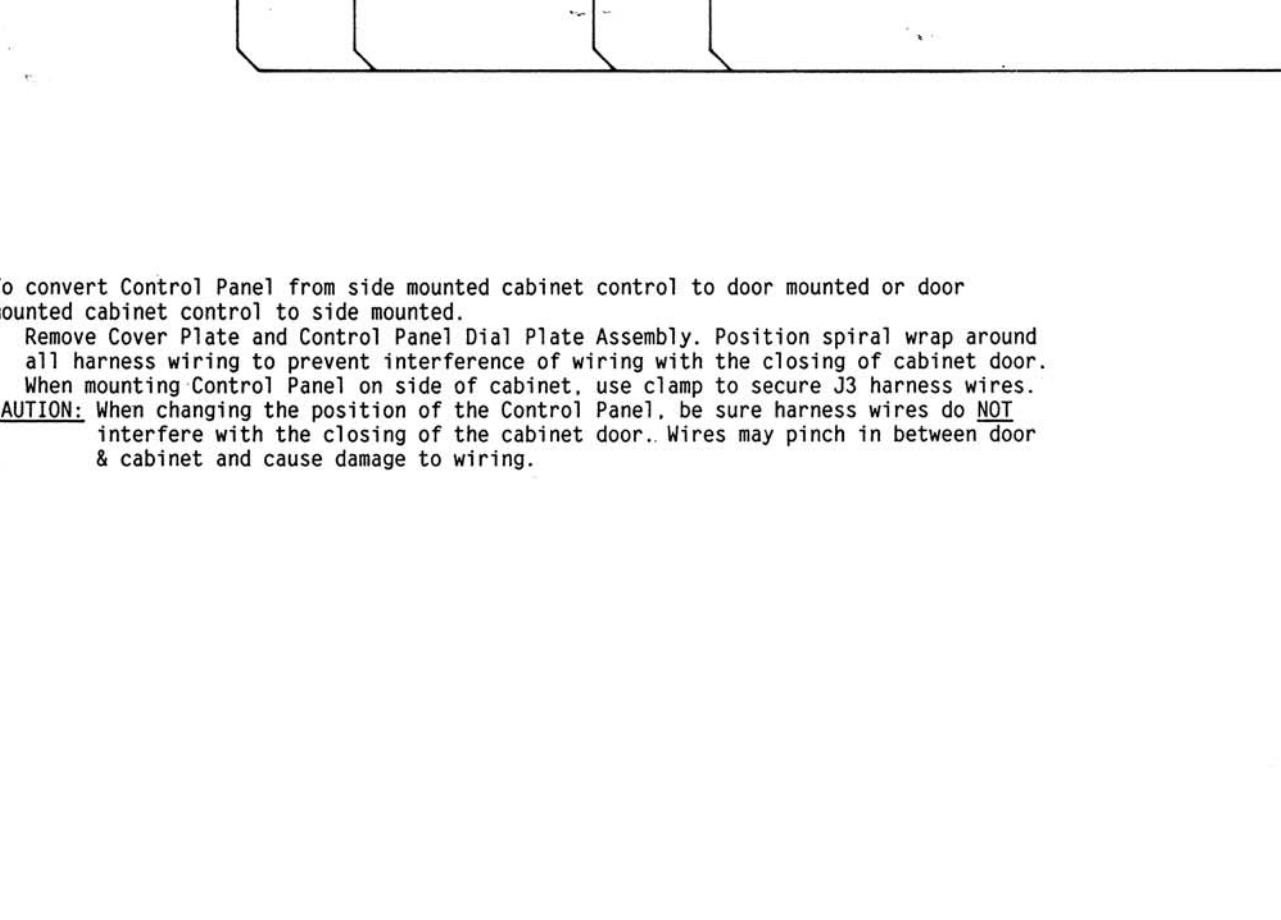 o convert Control Panel from side mounted cabinet control to door mounted or door
ounted cabinet control to side mounted.
Remove Cover Plate and Control Panel Dial Plate Assembly. Position spiral wrap around
all harness wiring to prevent interference of wiring with the closing of cabinet door.
When mounting Control Panel on side of cabinet, use clamp to secure J3 harness wires.
AUTION: When changing the position of the Control Panel, be sure harness wires do NOT
interfere with the closing of the cabinet door. Wires may pinch in between door
& cabinet and cause damage to wiring.